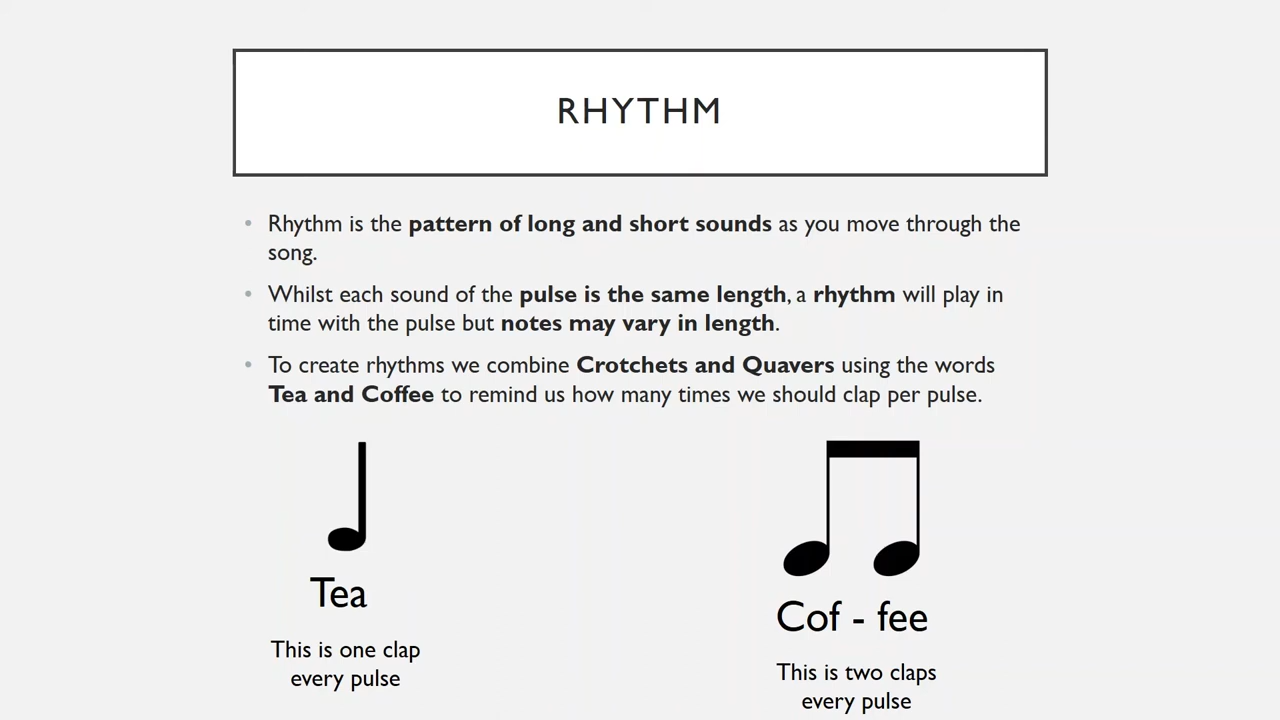 RHYTHM
• Rhythm is the pattern of long and short sounds as you move through the
song.
• Whilst each sound of the pulse is the same length, a rhythm will play in
time with the pulse but notes may vary in length.
• To create rhythms we combine Crotchets and Quavers using the words
Tea and Coffee to remind us how many times we should clap per pulse.
Tea
This is one clap
every pulse
Cof - fee
This is two claps
every pulse